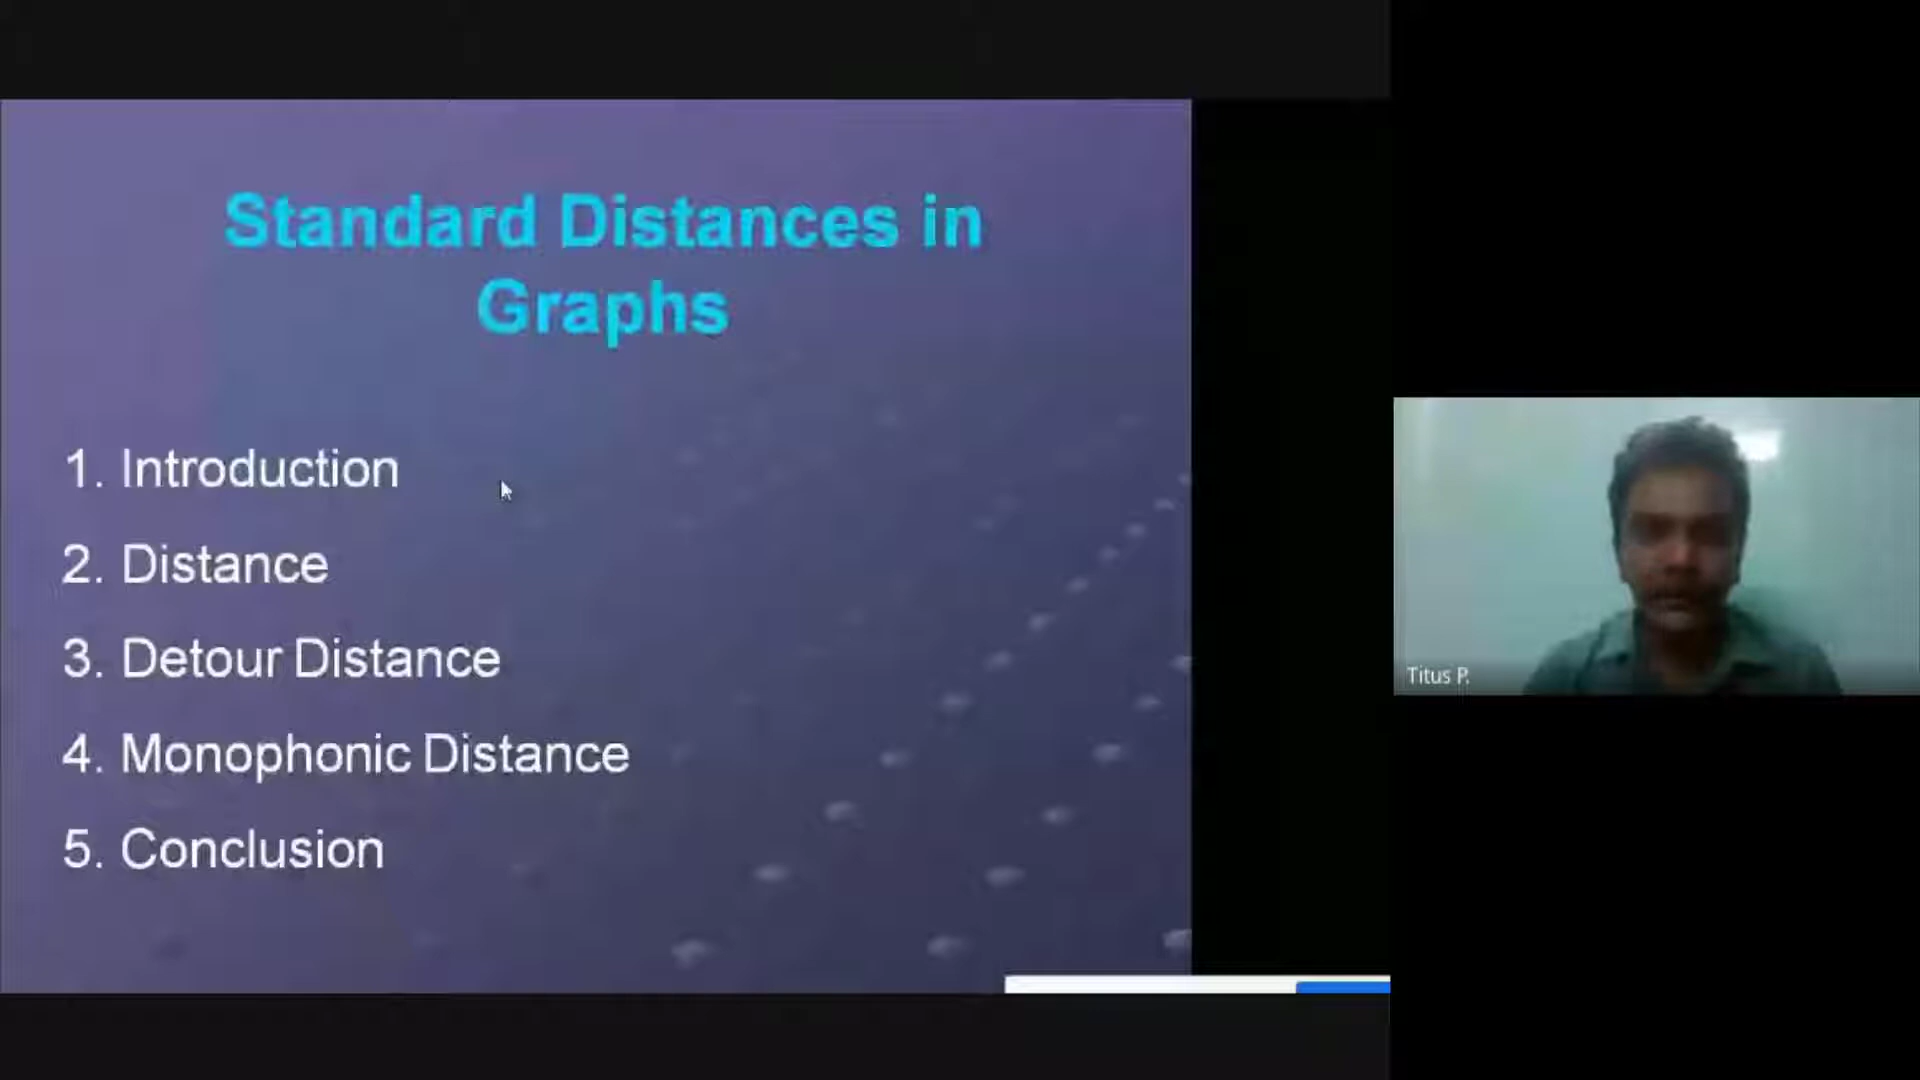 Standard Distances in
Graphs
1. Introduction
2. Distance
3. Detour Distance
4. Monophonic Distance
5. Conclusion
Titus P.